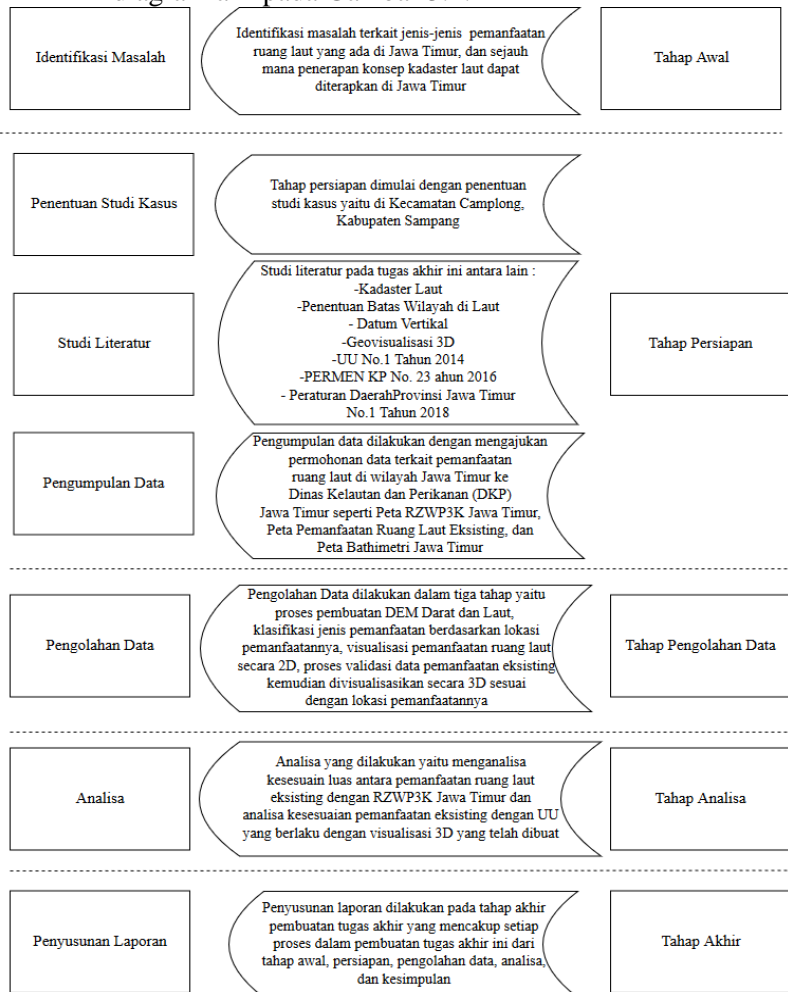 Identifikasi Masalah
Identifikasi masalah terkait jenis-jenis pemanfaatan
ruang laut yang ada di Jawa Timur, dan sejauh
mana penerapan konsep kadaster laut dapat
diterapkan di Jawa Timur
Tahap Awal
Penentuan Studi Kasus
Tahap persiapan dimulai dengan penentuan
studi kasus yaitu di Kecamatan Camplong,
Kabupaten Sampang
Studi Literatur
Studi literatur pada tugas akhir ini antara lain :
-Kadaster Laut
-Penentuan Batas Wilayah di Laut
- Datum Vertikal
-Geovisualisasi 3D
-UU No.1 Tahun 2014
-PERMEN KP No. 23 ahun 2016
- Peraturan DaerahProvinsi Jawa Timur
No.1 Tahun 2018
Tahap Persiapan
Pengumpulan Data
Pengumpulan data dilakukan dengan mengajukan
permohonan data terkait pemanfaatan
ruang laut di wilayah Jawa Timur ke
Dinas Kelautan dan Perikanan (DKP)
Jawa Timur seperti Peta RZWP3K Jawa Timur,
Peta Pemanfaatan Ruang Laut Eksisting, dan
Peta Bathimetri Jawa Timur
Pengolahan Data
Pengolahan Data dilakukan dalam tiga tahap yaitu
proses pembuatan DEM Darat dan Laut,
klasifikasi jenis pemanfaatan berdasarkan lokasi
pemanfaatannya, visualisasi pemanfaatan ruang laut
secara 2D, proses validasi data pemanfaatan eksisting
kemudian divisualisasikan secara 3D sesuai
dengan lokasi pemanfaatannya
Tahap Pengolahan Data
Analisa
Analisa yang dilakukan yaitu menganalisa
kesesuain luas antara pemanfaatan ruang laut
eksisting dengan RZWP3K Jawa Timur dan
analisa kesesuaian pemanfaatan eksisting dengan UU
yang berlaku dengan visualisasi 3D yang telah dibuat
Tahap Analisa
Penyusunan Laporan
Penyusunan laporan dilakukan pada tahap akhir
pembuatan tugas akhir yang mencakup setiap
proses dalam pembuatan tugas akhir ini dari
tahap awal, persiapan, pengolahan data, analisa,
dan kesimpulan
Tahap Akhir